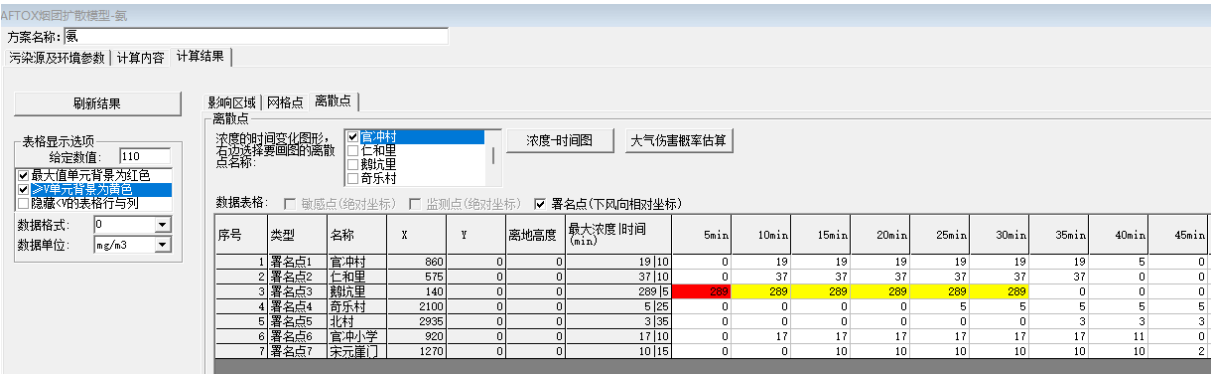 AFTOX烟团扩散模型-氨
方案名称: 氨
污染源及环境参数 计算内容 计算结果
刷新结果
表格显示选项
给定数值: 110
最大值单元背景为红色
≥V单元背景为黄色
隐藏<V的表格行与列
数据格式: 0
数据单位: mg/m3
影响区域 网格点 离散点
离散点
浓度的时间变化图形,
右边选择要画图的离散
点名称:
官冲村
仁和里
鹅坑里
奇乐村
浓度-时间图 大气伤害概率估算
数据表格: 敏感点(绝对坐标) 监测点(绝对坐标) 署名点(下风向相对坐标)
序号 类型 名称 X Y 离地高度 最大浓度|时间(min) 5min 10min 15min 20min 25min 30min 35min 40min 45min
1 署名点1 官冲村 860 0 0 19|10 0 19 19 19 19 19 19 5 0
2 署名点2 仁和里 575 0 0 37|10 0 37 37 37 37 37 37 0 0
3 署名点3 鹅坑里 140 0 0 289|5 289 289 289 289 289 289 0 0 0
4 署名点4 奇乐村 2100 0 0 5|25 0 0 0 0 5 5 5 5 5
5 署名点5 北村 2935 0 0 3|35 0 0 0 0 0 0 3 3 3
6 署名点6 官冲小学 920 0 0 17|10 0 17 17 17 17 17 17 11 0
7 署名点7 宋元崖门 1270 0 0 10|15 0 0 10 10 10 10 10 10 2